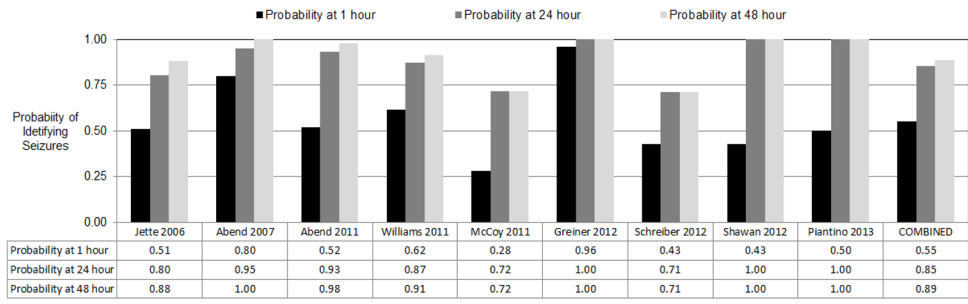 Probability at 1 hour Probability at 24 hour Probability at 48 hour
1.00
0.75
0.50
0.25
0.00
Probabiity of
Idetifying
Seizures
Jette 2006 Abend 2007 Abend 2011 Williams 2011 McCoy 2011 Greiner 2012 Schreiber 2012 Shawan 2012 Piantino 2013 COMBINED
Probability at 1 hour 0.51 0.80 0.52 0.62 0.28 0.96 0.43 0.43 0.50 0.55
Probability at 24 hour 0.80 0.95 0.93 0.87 0.72 1.00 0.71 1.00 1.00 0.85
Probability at 48 hour 0.88 1.00 0.98 0.91 0.72 1.00 0.71 1.00 1.00 0.89